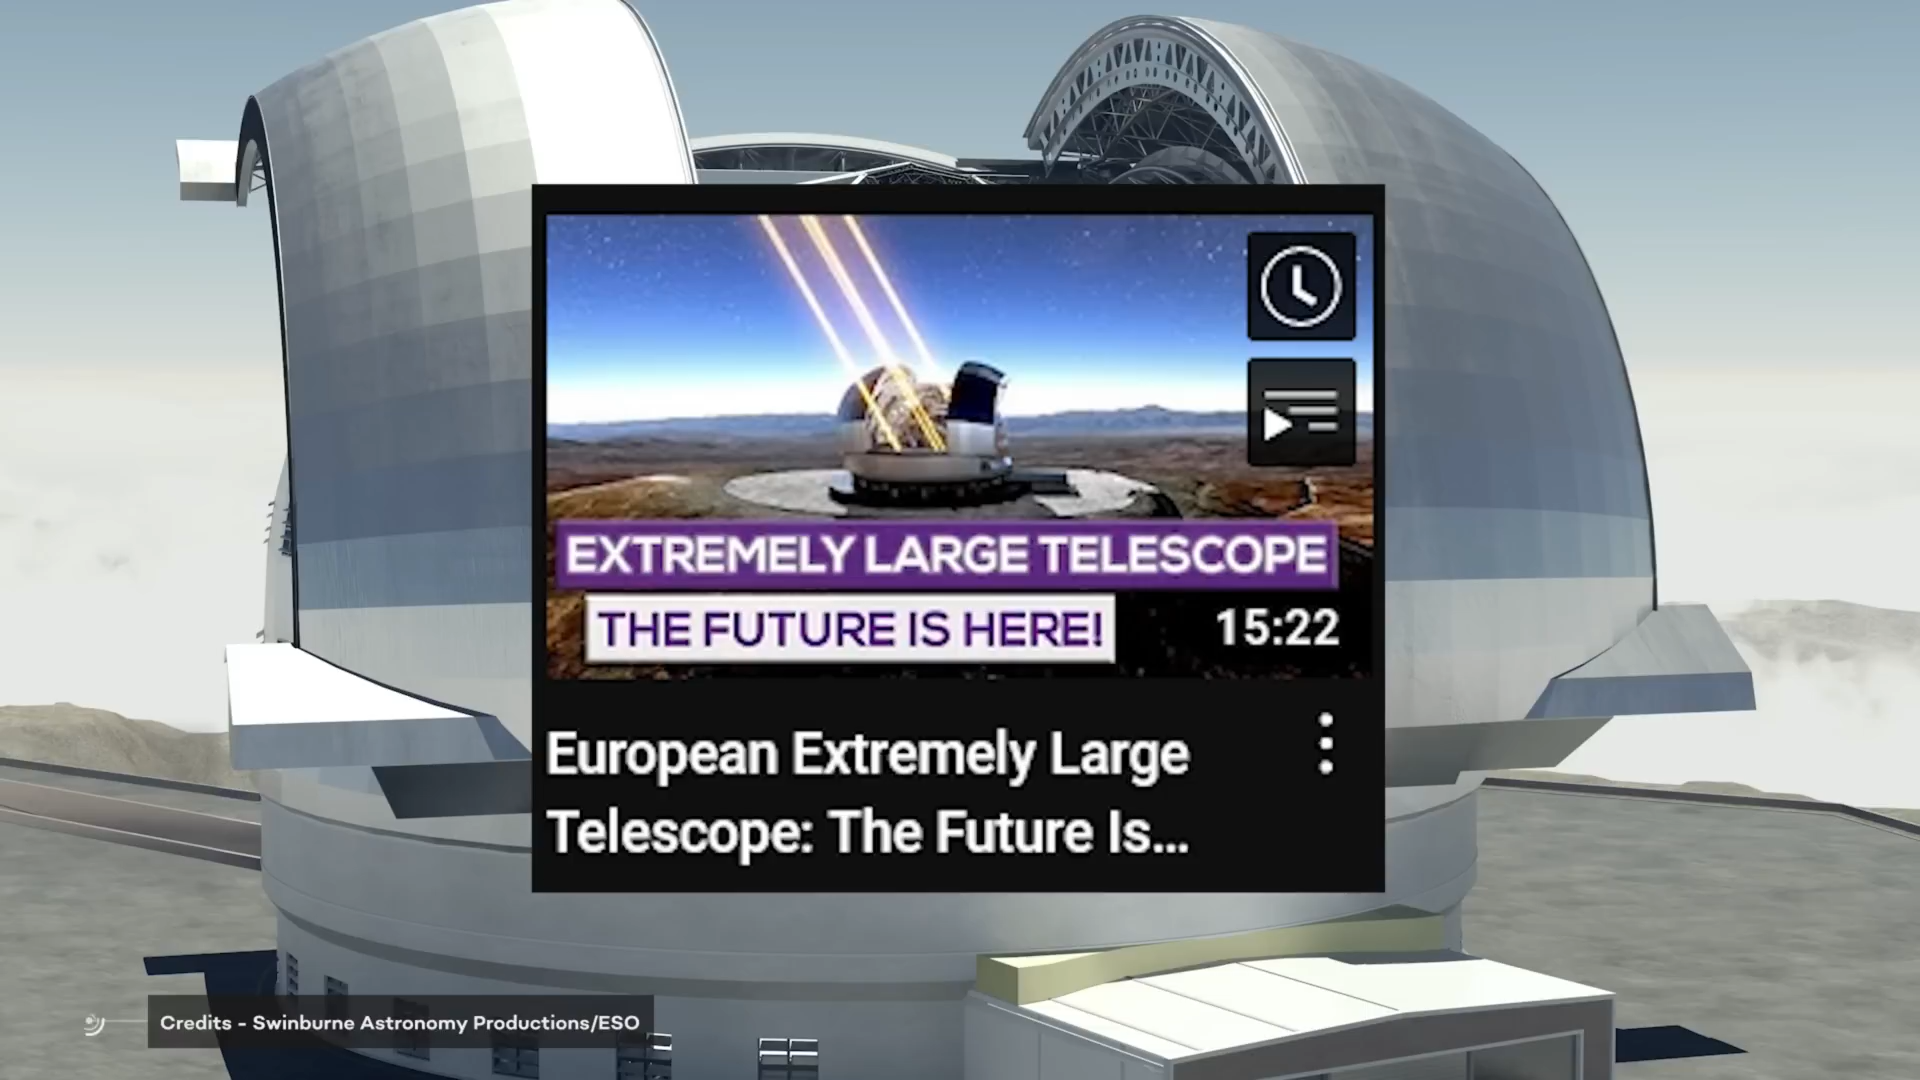 EXTREMELY LARGE TELESCOPE
THE FUTURE IS HERE!
15:22
European Extremely Large
Telescope: The Future Is...
Credits - Swinburne Astronomy Productions/ESO